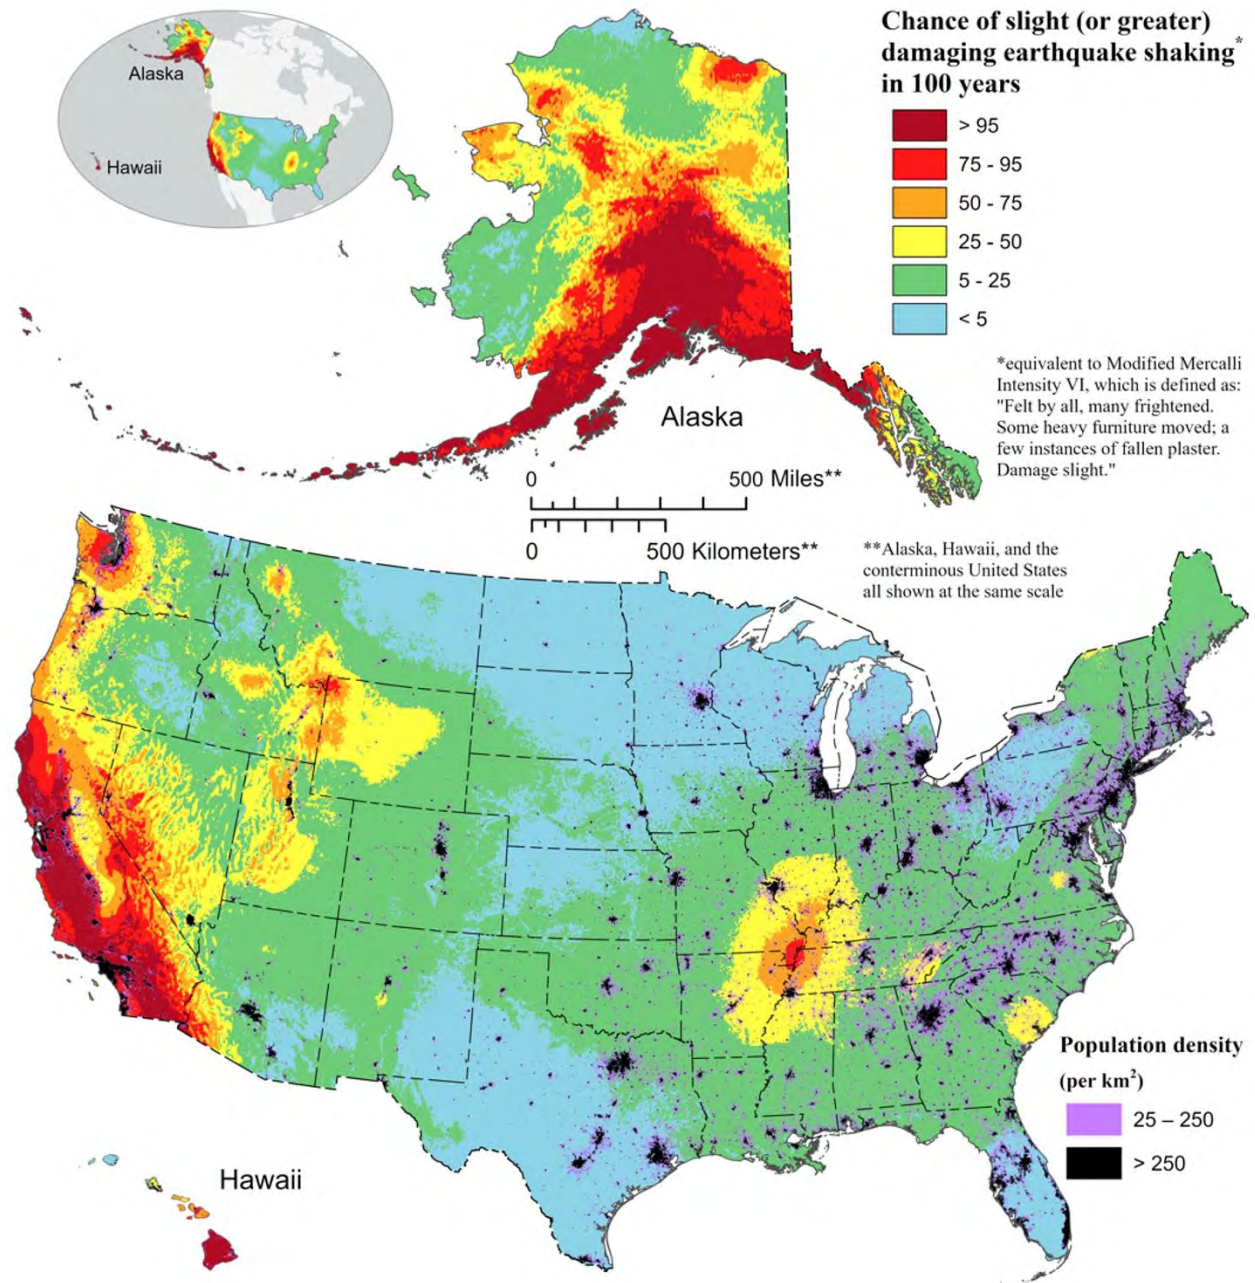 Chance of slight (or greater)
damaging earthquake shaking*
in 100 years
> 95
75 - 95
50 - 75
25 - 50
5 - 25
< 5
*equivalent to Modified Mercalli
Intensity VI, which is defined as:
"Felt by all, many frightened.
Some heavy furniture moved; a
few instances of fallen plaster.
Damage slight."
Alaska
Hawaii
Alaska
0 500 Miles**
0 500 Kilometers**
**Alaska, Hawaii, and the
conterminous United States
all shown at the same scale
Population density
(per km²)
25 – 250
> 250
Hawaii